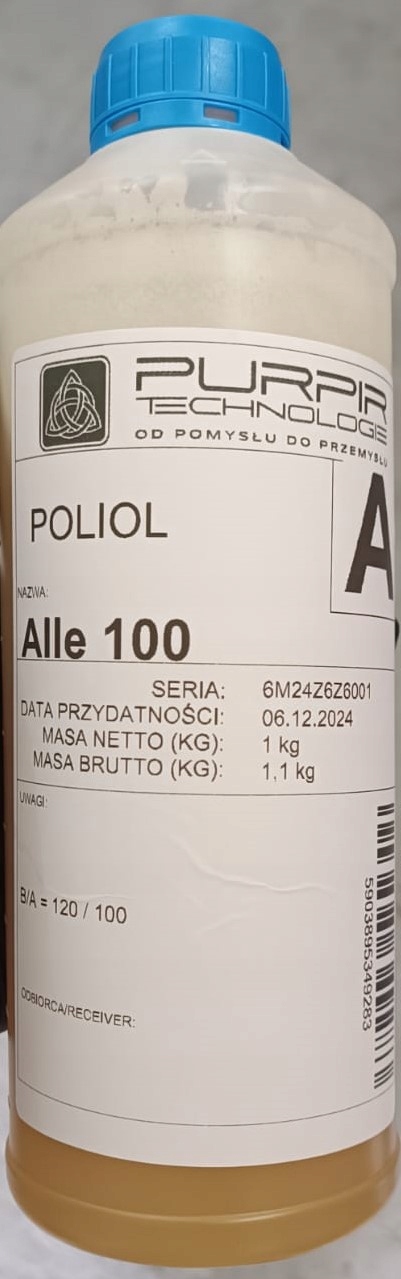 PURPIR
TECHNOLOGIE
OD POMYSŁU DO PRZEMYSŁU
POLIOL
A
NAZWA:
Alle 100
SERIA: 6M24Z6Z6001
DATA PRZYDATNOŚCI: 06.12.2024
MASA NETTO (KG): 1 kg
MASA BRUTTO (KG): 1,1 kg
UWAGI:
B/A = 120 / 100
ODBIORCA/RECEIVER:
5903895349283